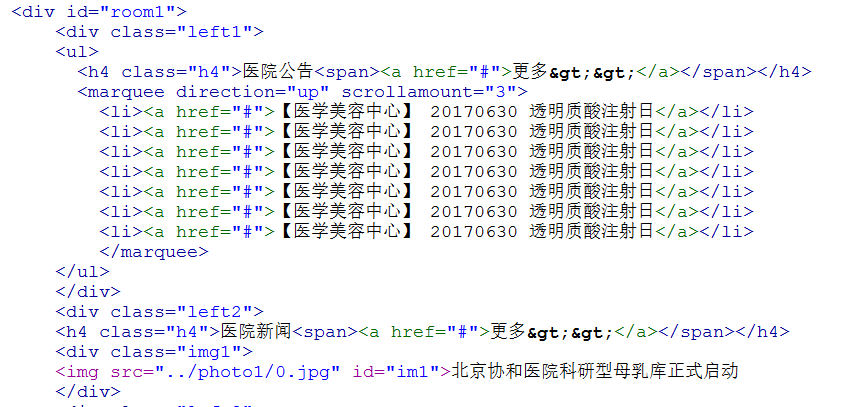 <div id="room1">
<div class="left1">
<ul>
<h4 class="h4">医院公告<span><a href="#">更多&gt;&gt;</a></span></h4>
<marquee direction="up" scrollamount="3">
<li><a href="#">【医学美容中心】 20170630 透明质酸注射日</a></li>
<li><a href="#">【医学美容中心】 20170630 透明质酸注射日</a></li>
<li><a href="#">【医学美容中心】 20170630 透明质酸注射日</a></li>
<li><a href="#">【医学美容中心】 20170630 透明质酸注射日</a></li>
<li><a href="#">【医学美容中心】 20170630 透明质酸注射日</a></li>
<li><a href="#">【医学美容中心】 20170630 透明质酸注射日</a></li>
<li><a href="#">【医学美容中心】 20170630 透明质酸注射日</a></li>
</marquee>
</ul>
</div>
<div class="left2">
<h4 class="h4">医院新闻<span><a href="#">更多&gt;&gt;</a></span></h4>
<div class="img1">
<img src="../photo1/0.jpg" id="im1">北京协和医院科研型母乳库正式启动
</div>